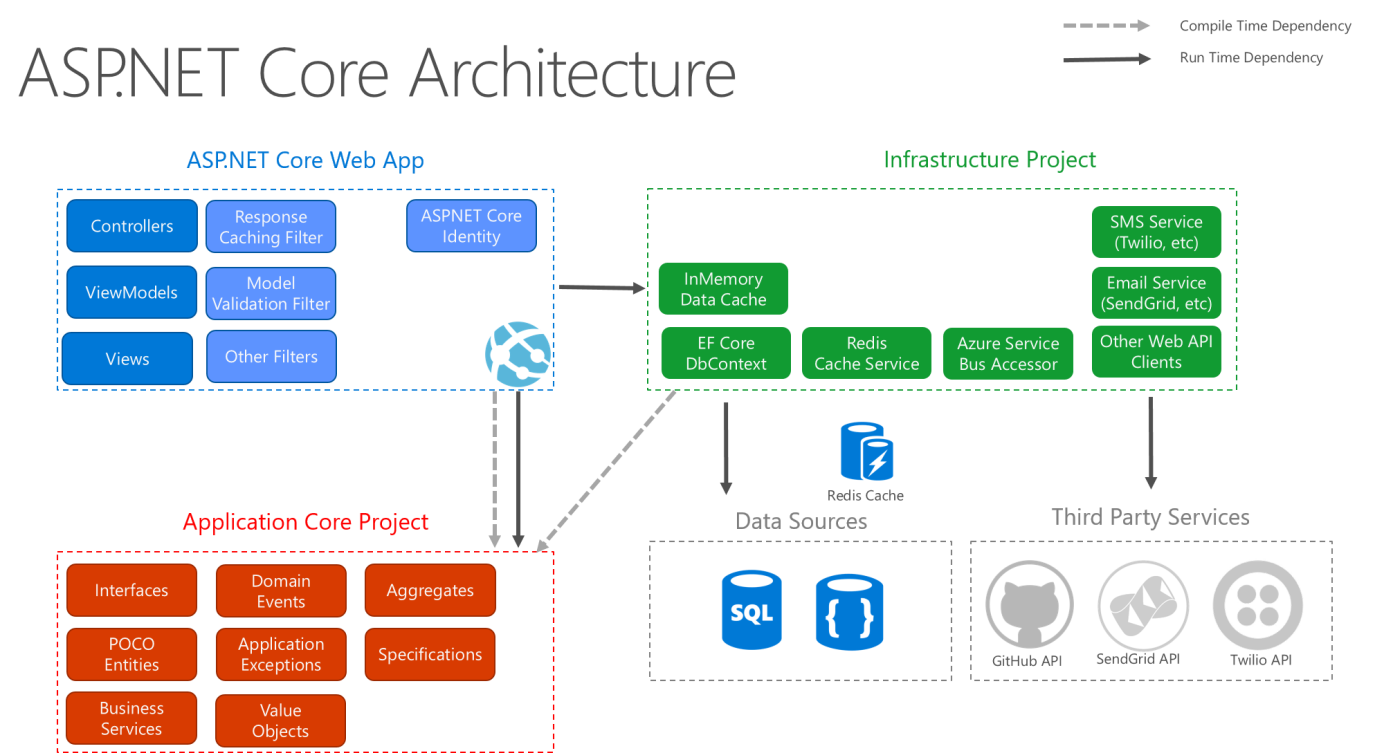 Compile Time Dependency
Run Time Dependency
ASP.NET Core Architecture
ASP.NET Core Web App
Controllers
Response
Caching Filter
ASPNET Core
Identity
ViewModels
Model
Validation Filter
Views
Other Filters
Infrastructure Project
SMS Service
(Twilio, etc)
InMemory
Data Cache
Email Service
(SendGrid, etc)
EF Core
DbContext
Redis
Cache Service
Azure Service
Bus Accessor
Other Web API
Clients
Redis Cache
Application Core Project
Interfaces
Domain
Events
Aggregates
POCO
Entities
Application
Exceptions
Specifications
Business
Services
Value
Objects
Data Sources
SQL
{ }
Third Party Services
GitHub API
SendGrid API
Twilio API